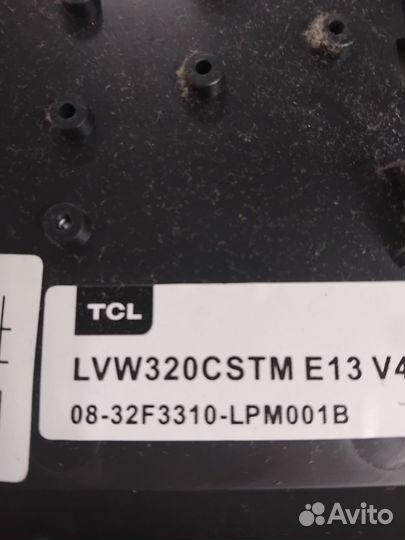 TCL
LVW320CSTM E13 V4
08-32F3310-LPM001B
Avito